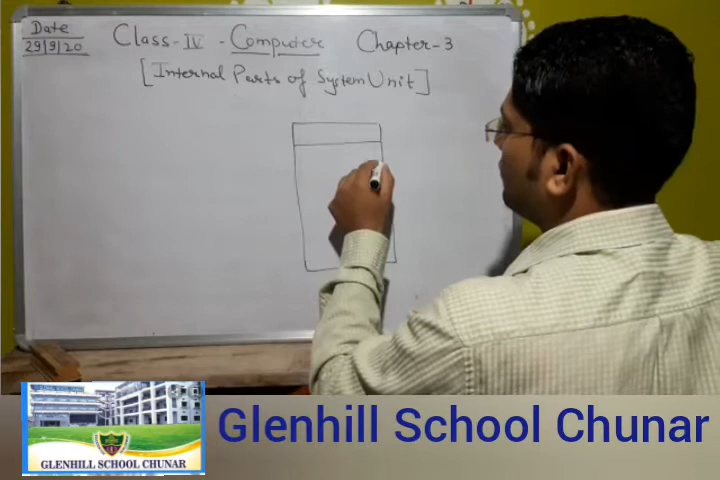 Date
29/9/20
Class-IV - Computer Chapter-3
[Internal Parts of System Unit]
GLENHILL SCHOOL CHUNAR
Glenhill School Chunar